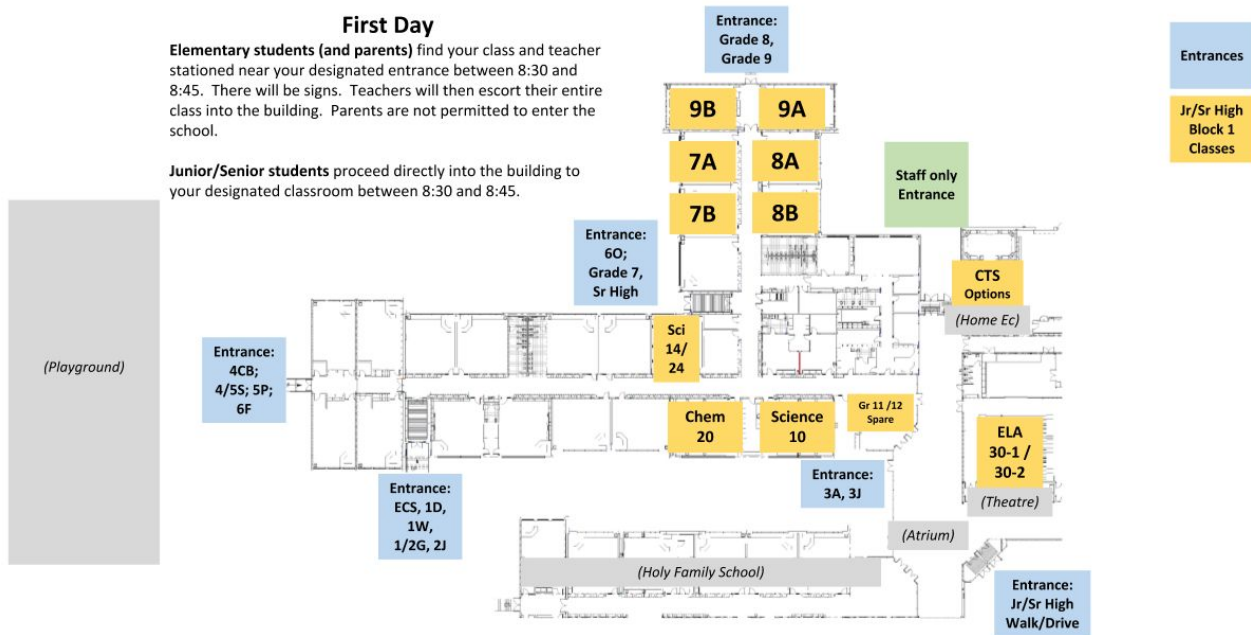 First Day
Elementary students (and parents) find your class and teacher
stationed near your designated entrance between 8:30 and
8:45.  There will be signs.  Teachers will then escort their entire
class into the building.  Parents are not permitted to enter the
school.
Junior/Senior students proceed directly into the building to
your designated classroom between 8:30 and 8:45.
Entrance:
Grade 8,
Grade 9
Entrances
Jr/Sr High
Block 1
Classes
9B
9A
7A
8A
7B
8B
Staff only
Entrance
Entrance:
6O;
Grade 7,
Sr High
CTS
Options
(Home Ec)
Sci
14/
24
(Playground)
Entrance:
4CB;
4/5S; 5P;
6F
Chem
20
Science
10
Gr 11 /12
Spare
ELA
30-1 /
30-2
(Theatre)
Entrance:
ECS, 1D,
1W,
1/2G, 2J
Entrance:
3A, 3J
(Atrium)
(Holy Family School)
Entrance:
Jr/Sr High
Walk/Drive